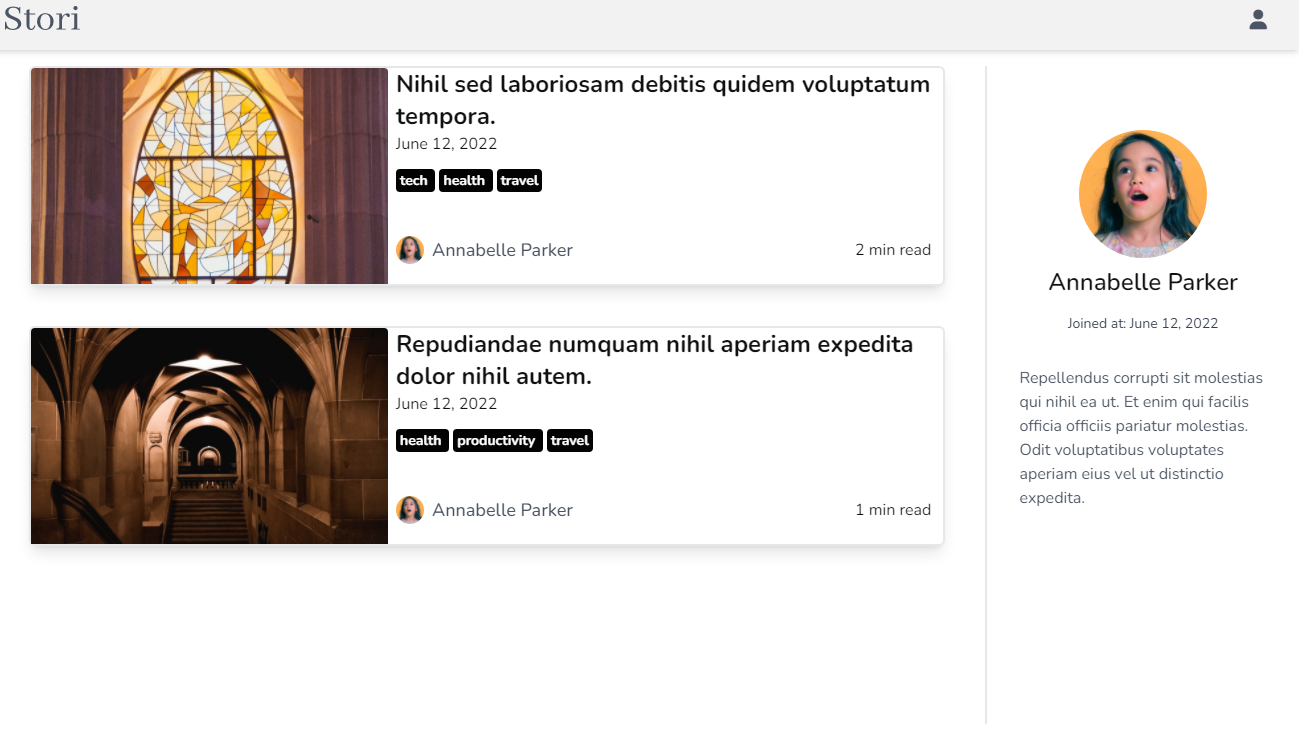 Stori
Nihil sed laboriosam debitis quidem voluptatum
tempora.
June 12, 2022
tech health travel
Annabelle Parker 2 min read
Repudiandae numquam nihil aperiam expedita
dolor nihil autem.
June 12, 2022
health productivity travel
Annabelle Parker 1 min read
Annabelle Parker
Joined at: June 12, 2022
Repellendus corrupti sit molestias
qui nihil ea ut. Et enim qui facilis
officia officiis pariatur molestias.
Odit voluptatibus voluptates
aperiam eius vel ut distinctio
expedita.